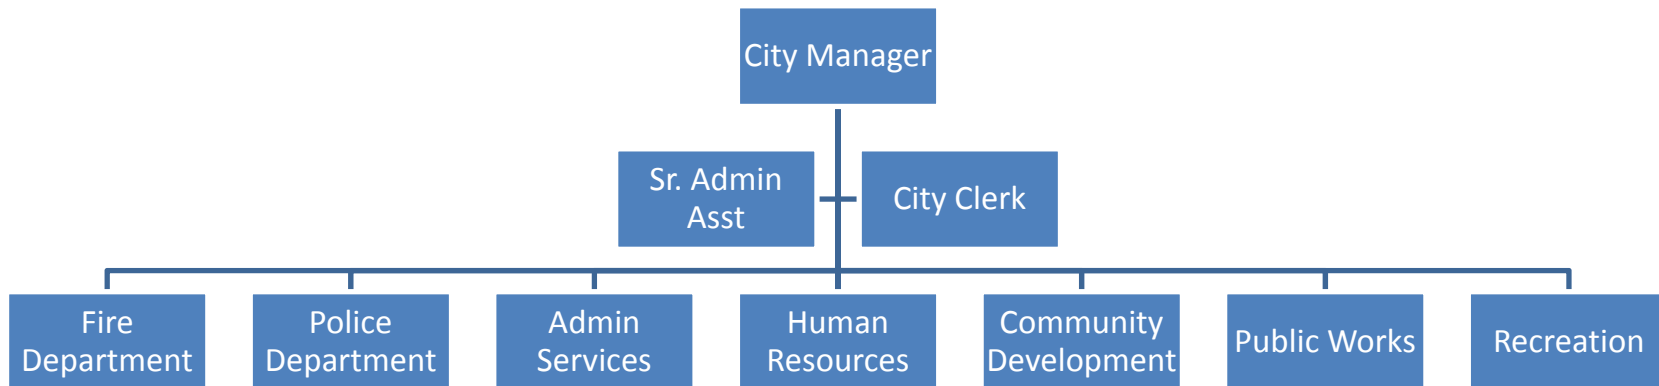 City Manager
Sr. Admin
Asst
City Clerk
Fire
Department
Police
Department
Admin
Services
Human
Resources
Community
Development
Public Works
Recreation